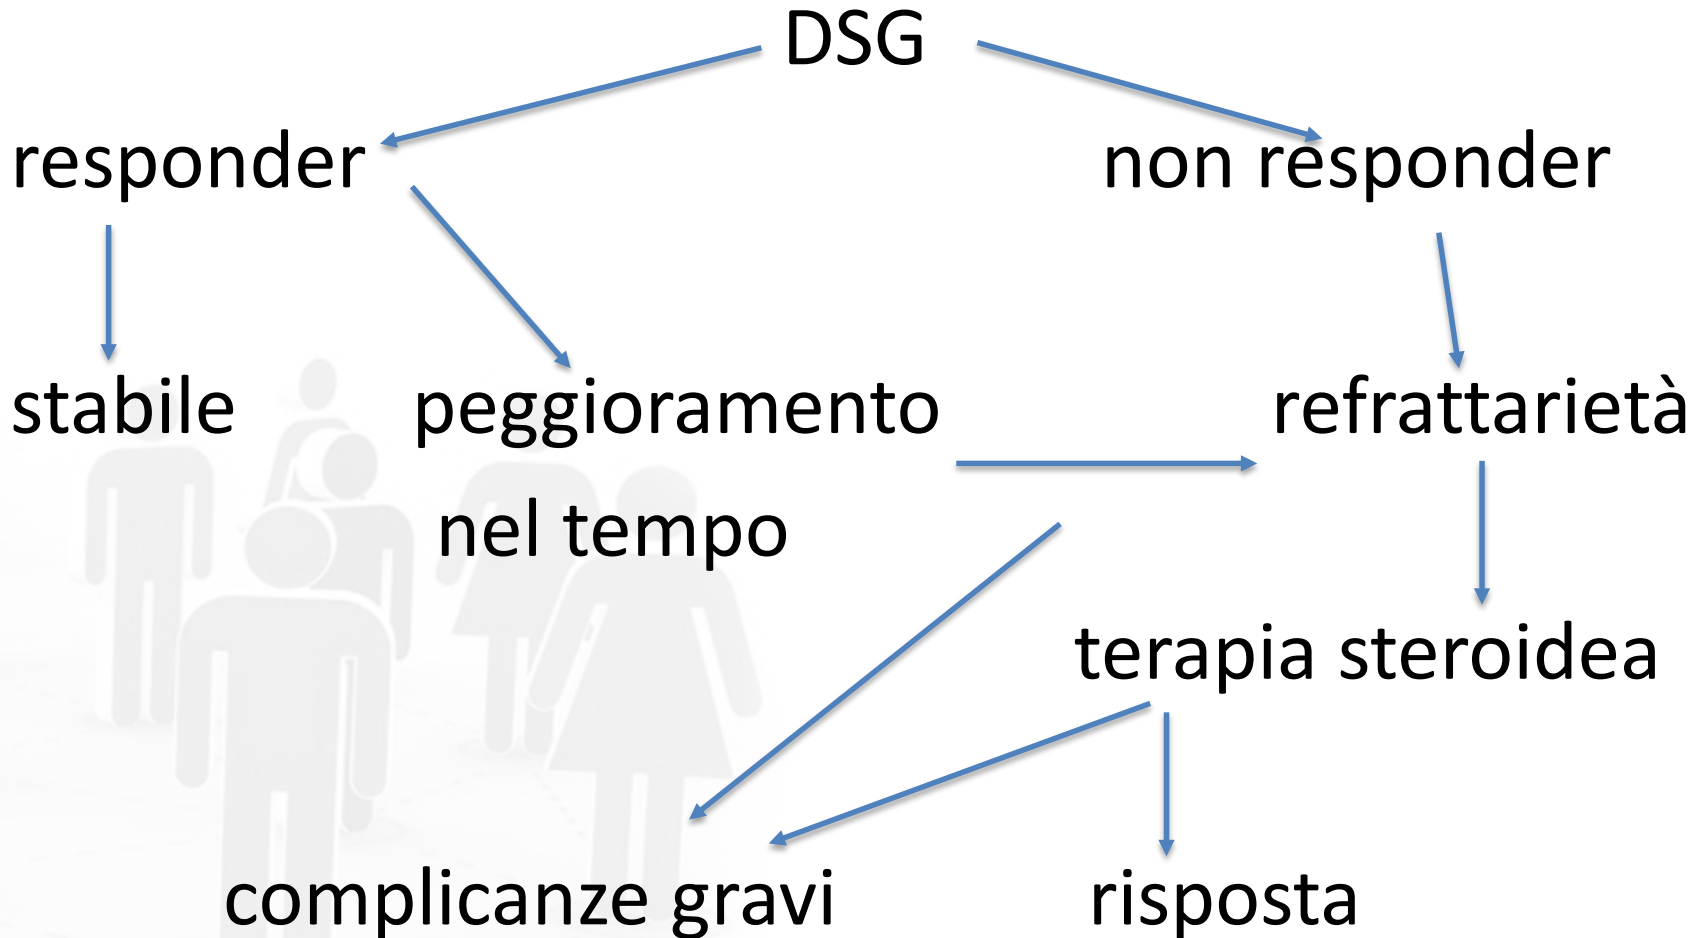 DSG
responder
non responder
stabile
peggioramento
nel tempo
refrattarietà
terapia steroidea
complicanze gravi
risposta